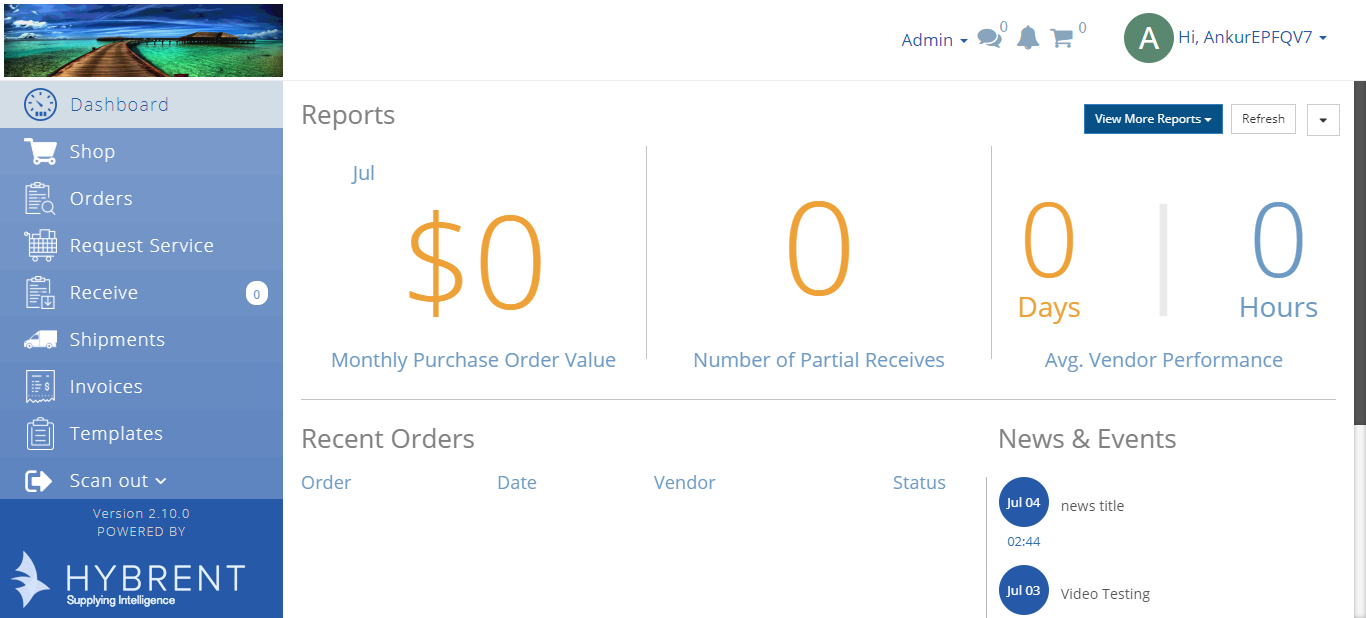 Admin
0
0
A
Hi, AnkurEPFQV7
Dashboard
Shop
Orders
Request Service
Receive
0
Shipments
Invoices
Templates
Scan out
Version 2.10.0
POWERED BY
HYBRENT
Supplying Intelligence
Reports
View More Reports
Refresh
Jul
$0
Monthly Purchase Order Value
0
Number of Partial Receives
0
Days
0
Hours
Avg. Vendor Performance
Recent Orders
Order Date Vendor Status
News & Events
Jul 04
news title
02:44
Jul 03
Video Testing